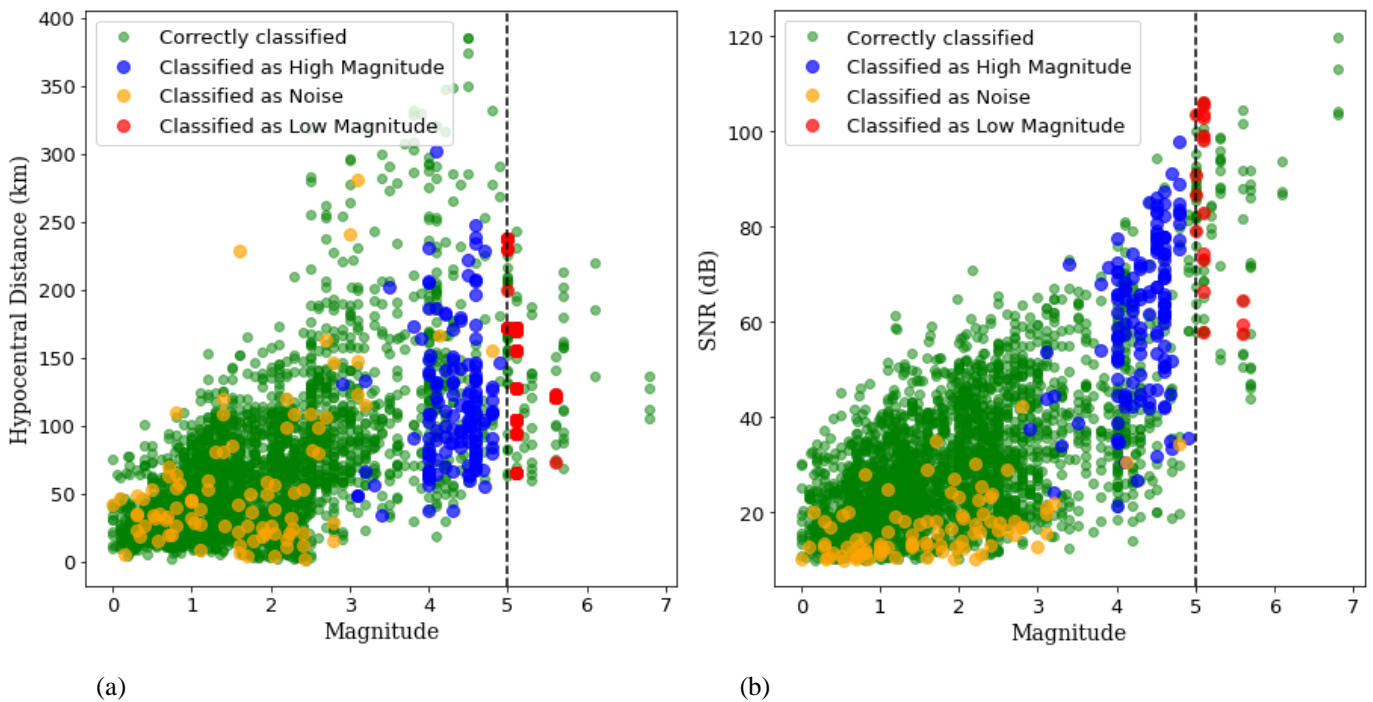 400
350
300
250
200
150
100
50
0
Hypocentral Distance (km)
Correctly classified
Classified as High Magnitude
Classified as Noise
Classified as Low Magnitude
0 1 2 3 4 5 6 7
Magnitude
(a)
120
100
80
60
40
20
SNR (dB)
Correctly classified
Classified as High Magnitude
Classified as Noise
Classified as Low Magnitude
0 1 2 3 4 5 6 7
Magnitude
(b)